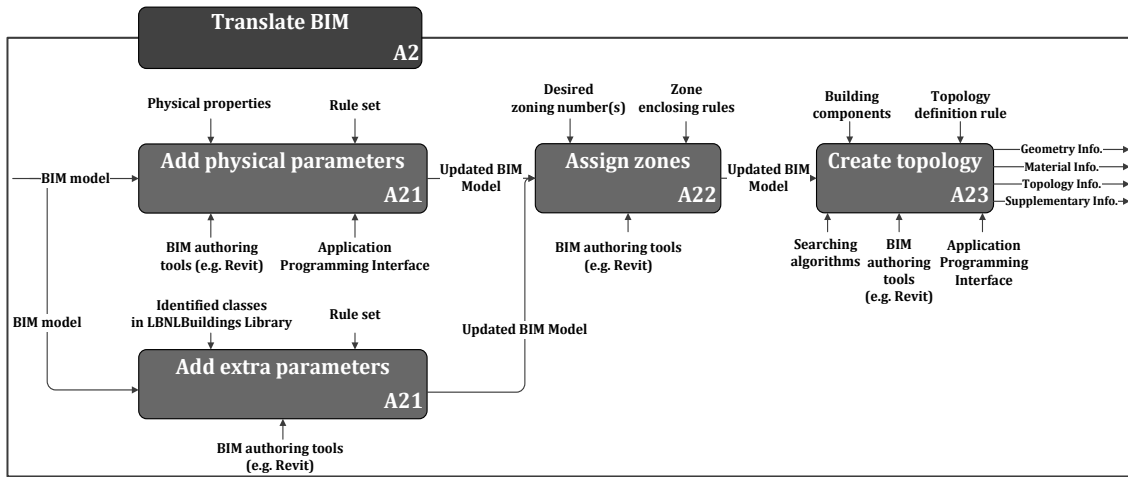 Translate BIM
A2
Physical properties
Rule set
Desired
zoning number(s)
Zone
enclosing rules
Building
components
Topology
definition rule
BIM model
Add physical parameters
A21
Updated BIM
Model
Assign zones
A22
Updated BIM
Model
Create topology
A23
Geometry Info.
Material Info.
Topology Info.
Supplementary Info.
BIM authoring
tools (e.g. Revit)
Application
Programming Interface
BIM authoring tools
(e.g. Revit)
Searching
algorithms
BIM
authoring
tools
(e.g. Revit)
Application
Programming
Interface
BIM model
Identified classes
in LBNLBuildings Library
Rule set
Updated BIM Model
Add extra parameters
A21
BIM authoring tools
(e.g. Revit)